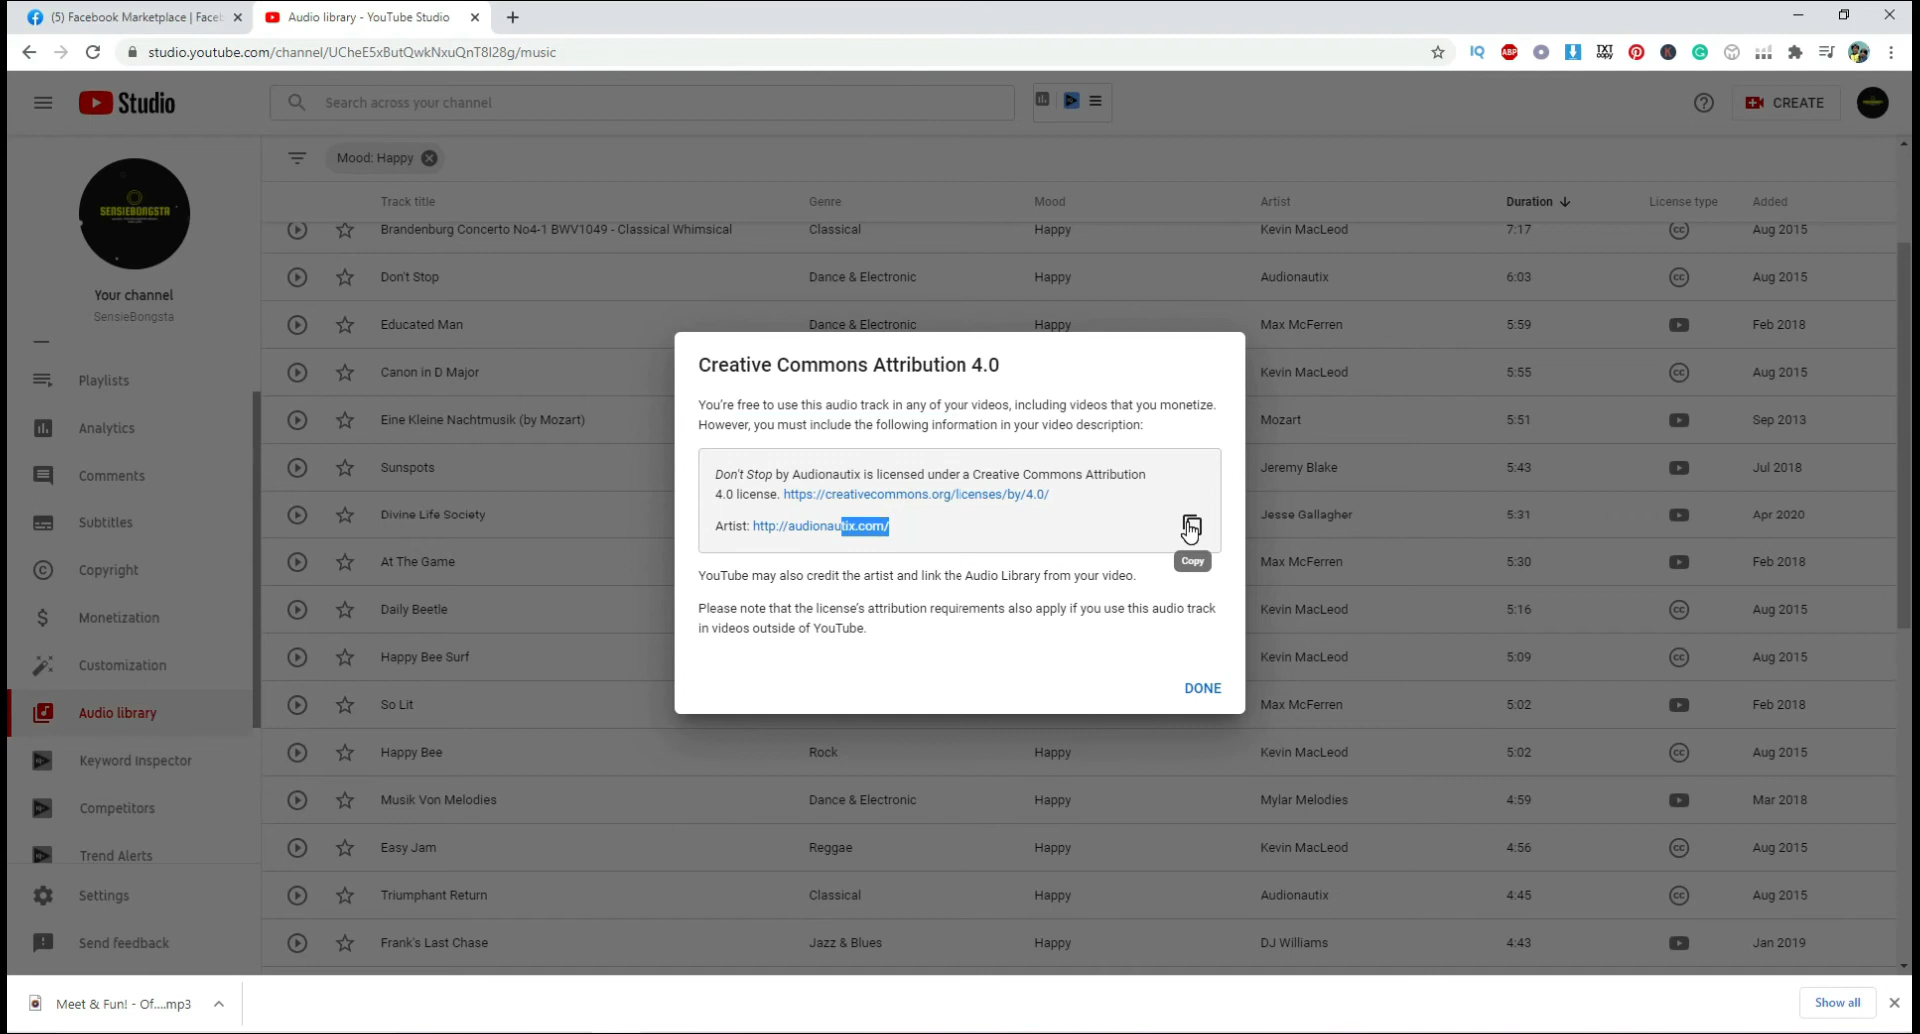 (5) Facebook Marketplace | Faceb
Audio library - YouTube Studio
studio.youtube.com/channel/UCheE5xButQwkNxuQnT8I28g/music
IQ
ABP
TXT
copy
Studio
Search across your channel
CREATE
SENSIEBONGSTA
Your channel
SensieBongsta
Playlists
Analytics
Comments
Subtitles
Copyright
Monetization
Customization
Audio library
Keyword Inspector
Competitors
Trend Alerts
Settings
Send feedback
Mood: Happy
Track title Genre Mood Artist Duration License type Added
Brandenburg Concerto No4-1 BWV1049 - Classical Whimsical Classical Happy Kevin MacLeod 7:17 Aug 2015
Don't Stop Dance & Electronic Happy Audionautix 6:03 Aug 2015
Educated Man Dance & Electronic Happy Max McFerren 5:59 Feb 2018
Canon in D Major Kevin MacLeod 5:55 Aug 2015
Eine Kleine Nachtmusik (by Mozart) Mozart 5:51 Sep 2013
Sunspots Jeremy Blake 5:43 Jul 2018
Divine Life Society Jesse Gallagher 5:31 Apr 2020
At The Game Max McFerren 5:30 Feb 2018
Daily Beetle Kevin MacLeod 5:16 Aug 2015
Happy Bee Surf Kevin MacLeod 5:09 Aug 2015
So Lit Max McFerren 5:02 Feb 2018
Happy Bee Rock Happy Kevin MacLeod 5:02 Aug 2015
Musik Von Melodies Dance & Electronic Happy Mylar Melodies 4:59 Mar 2018
Easy Jam Reggae Happy Kevin MacLeod 4:56 Aug 2015
Triumphant Return Classical Happy Audionautix 4:45 Aug 2015
Frank's Last Chase Jazz & Blues Happy DJ Williams 4:43 Jan 2019
Creative Commons Attribution 4.0
You're free to use this audio track in any of your videos, including videos that you monetize.
However, you must include the following information in your video description:
Don't Stop by Audionautix is licensed under a Creative Commons Attribution
4.0 license. https://creativecommons.org/licenses/by/4.0/
Artist: http://audionautix.com/
Copy
YouTube may also credit the artist and link the Audio Library from your video.
Please note that the license's attribution requirements also apply if you use this audio track
in videos outside of YouTube.
DONE
Meet & Fun! - Of....mp3
Show all